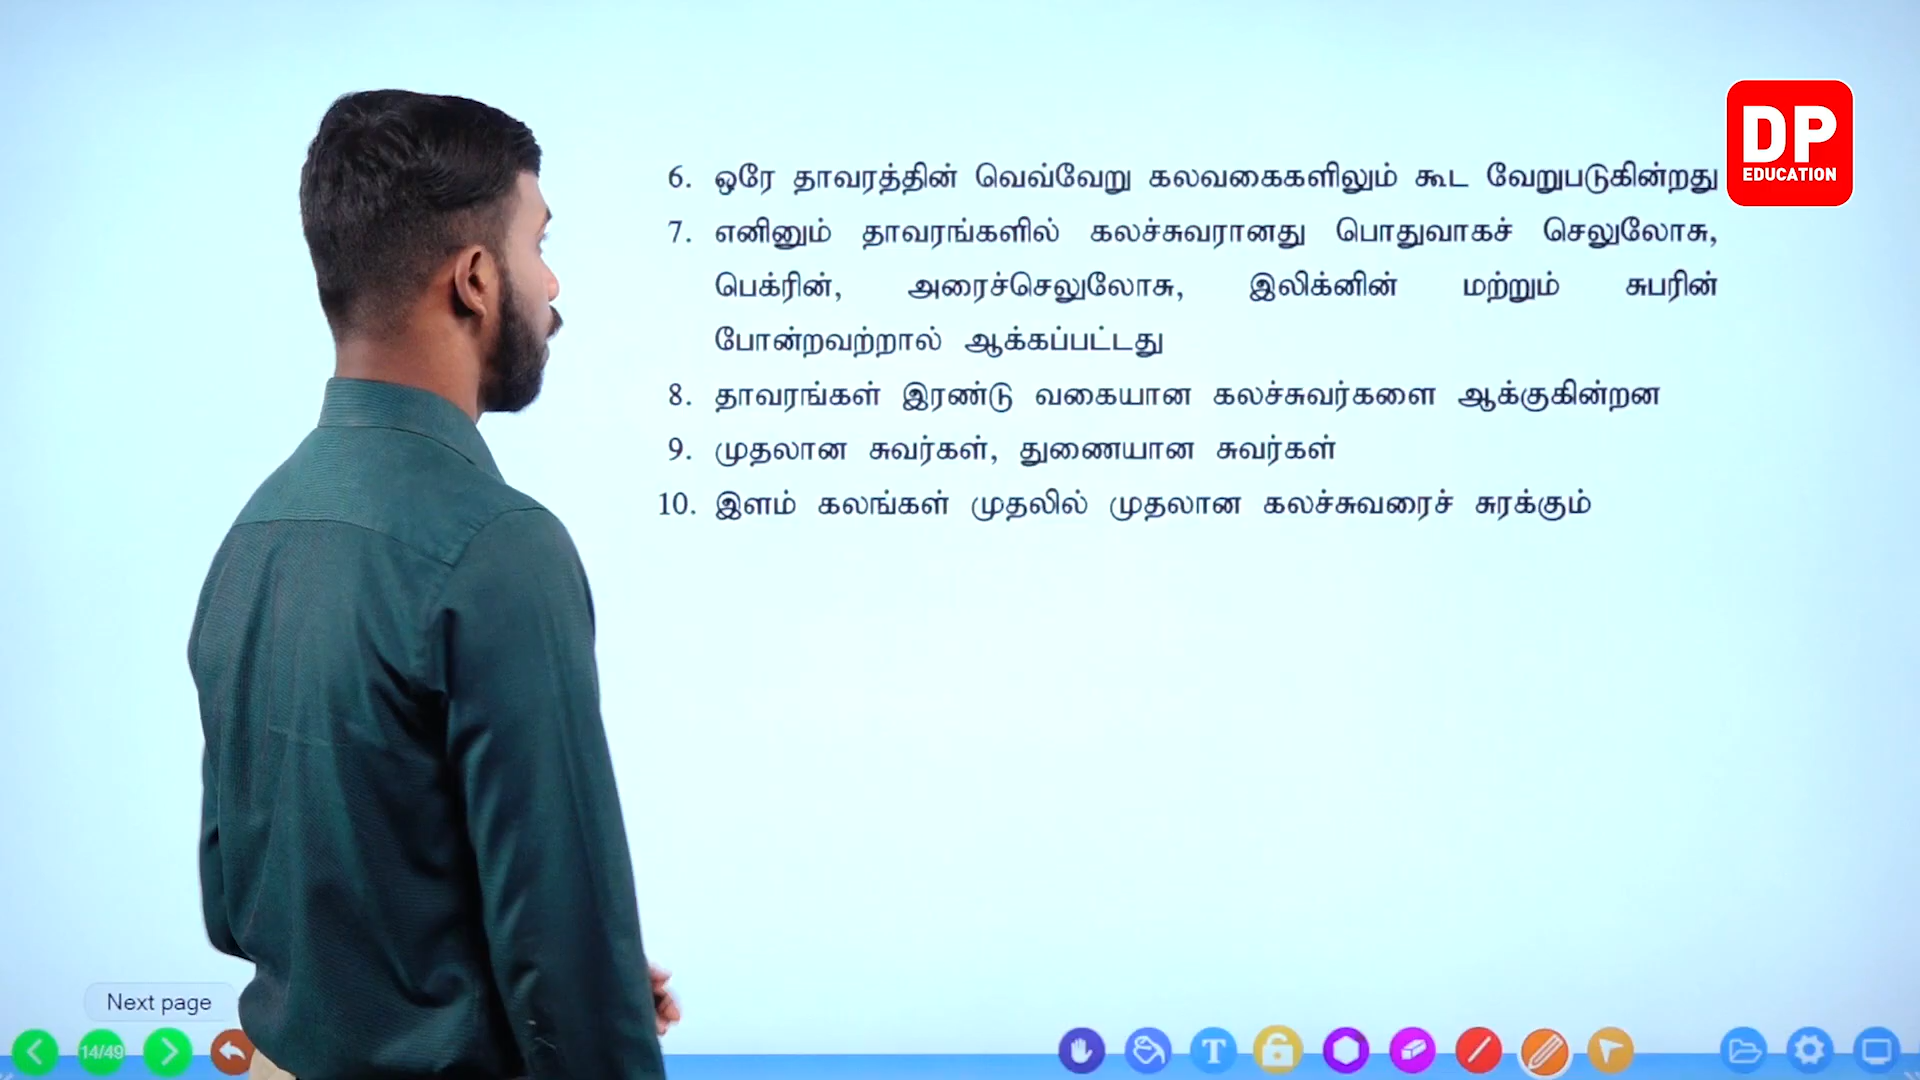 DP
EDUCATION
6. ஒரே தாவரத்தின் வெவ்வேறு கலவகைகளிலும் கூட வேறுபடுகின்றது
7. எனினும் தாவரங்களில் கலச்சுவரானது பொதுவாகச் செலுலோசு,
பெக்ரின், அரைச்செலுலோசு, இலிக்னின் மற்றும் சுபரின்
போன்றவற்றால் ஆக்கப்பட்டது
8. தாவரங்கள் இரண்டு வகையான கலச்சுவர்களை ஆக்குகின்றன
9. முதலான சுவர்கள், துணையான சுவர்கள்
10. இளம் கலங்கள் முதலில் முதலான கலச்சுவரைச் சுரக்கும்
Next page
14/49
T